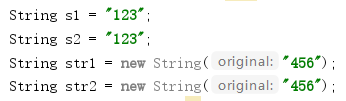 String s1 = "123";
String s2 = "123";
String str1 = new String( original: "456");
String str2 = new String( original: "456");